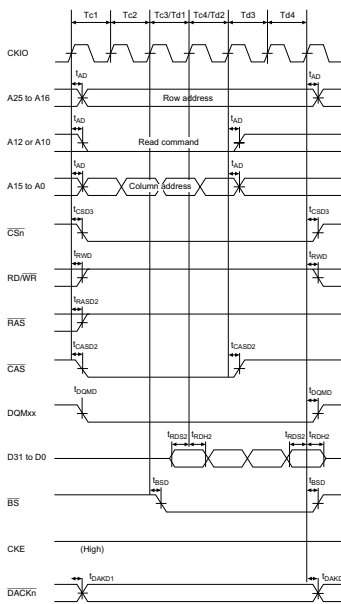 Tc1 Tc2 Tc3/Td1 Tc4/Td2 Td3 Td4
CKIO
tAD tAD
A25 to A16 Row address
tAD tAD
A12 or A10 Read command
tAD tAD
A15 to A0 Column address
tCSD3 tCSD3
CSn
tRWD tRWD
RD/WR
tRASD2
RAS
tCASD2 tCASD2
CAS
tDQMD tDQMD
DQMxx
tRDS2 tRDH2 tRDS2 tRDH2
D31 to D0
tBSD tBSD
BS
CKE (High)
tDAKD1 tDAKD
DACKn